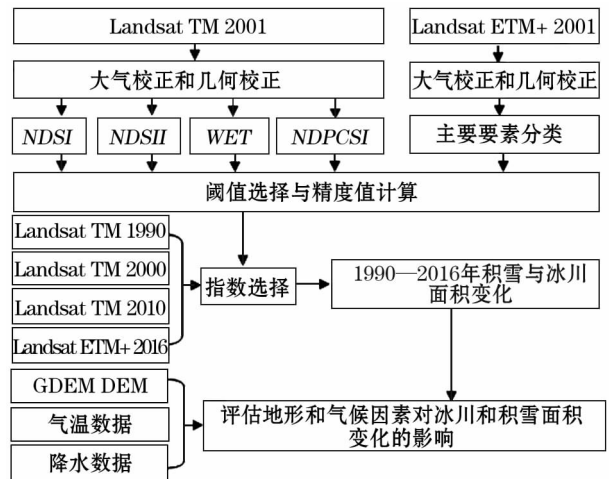 Landsat TM 2001
Landsat ETM+ 2001
大气校正和几何校正
大气校正和几何校正
NDSI
NDSII
WET
NDPCSI
主要要素分类
阈值选择与精度值计算
Landsat TM 1990
Landsat TM 2000
Landsat TM 2010
Landsat ETM+ 2016
指数选择
1990—2016年积雪与冰川
面积变化
GDEM DEM
气温数据
降水数据
评估地形和气候因素对冰川和积雪面积
变化的影响